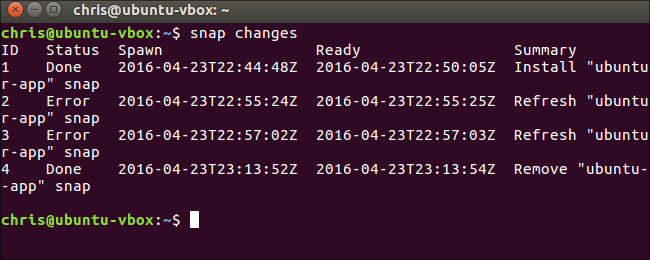 chris@ubuntu-vbox: ~
chris@ubuntu-vbox:~$ snap changes
ID   Status  Spawn                 Ready                 Summary
1    Done    2016-04-23T22:44:48Z  2016-04-23T22:50:05Z  Install "ubuntu
r-app" snap
2    Error   2016-04-23T22:55:24Z  2016-04-23T22:55:25Z  Refresh "ubuntu
r-app" snap
3    Error   2016-04-23T22:57:02Z  2016-04-23T22:57:03Z  Refresh "ubuntu
r-app" snap
4    Done    2016-04-23T23:13:52Z  2016-04-23T23:13:54Z  Remove "ubuntu-
-app" snap
chris@ubuntu-vbox:~$